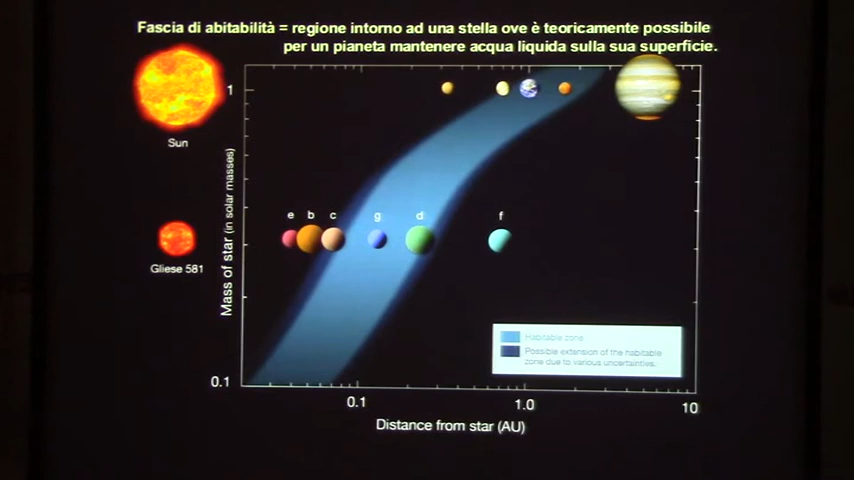 Fascia di abitabilità = regione intorno ad una stella ove è teoricamente possibile
per un pianeta mantenere acqua liquida sulla sua superficie.
Sun
Gliese 581
Mass of star (in solar masses)
1
0.1
e b c g d f
Habitable zone
Possible extension of the habitable
zone due to various uncertainties.
0.1 1.0 10
Distance from star (AU)